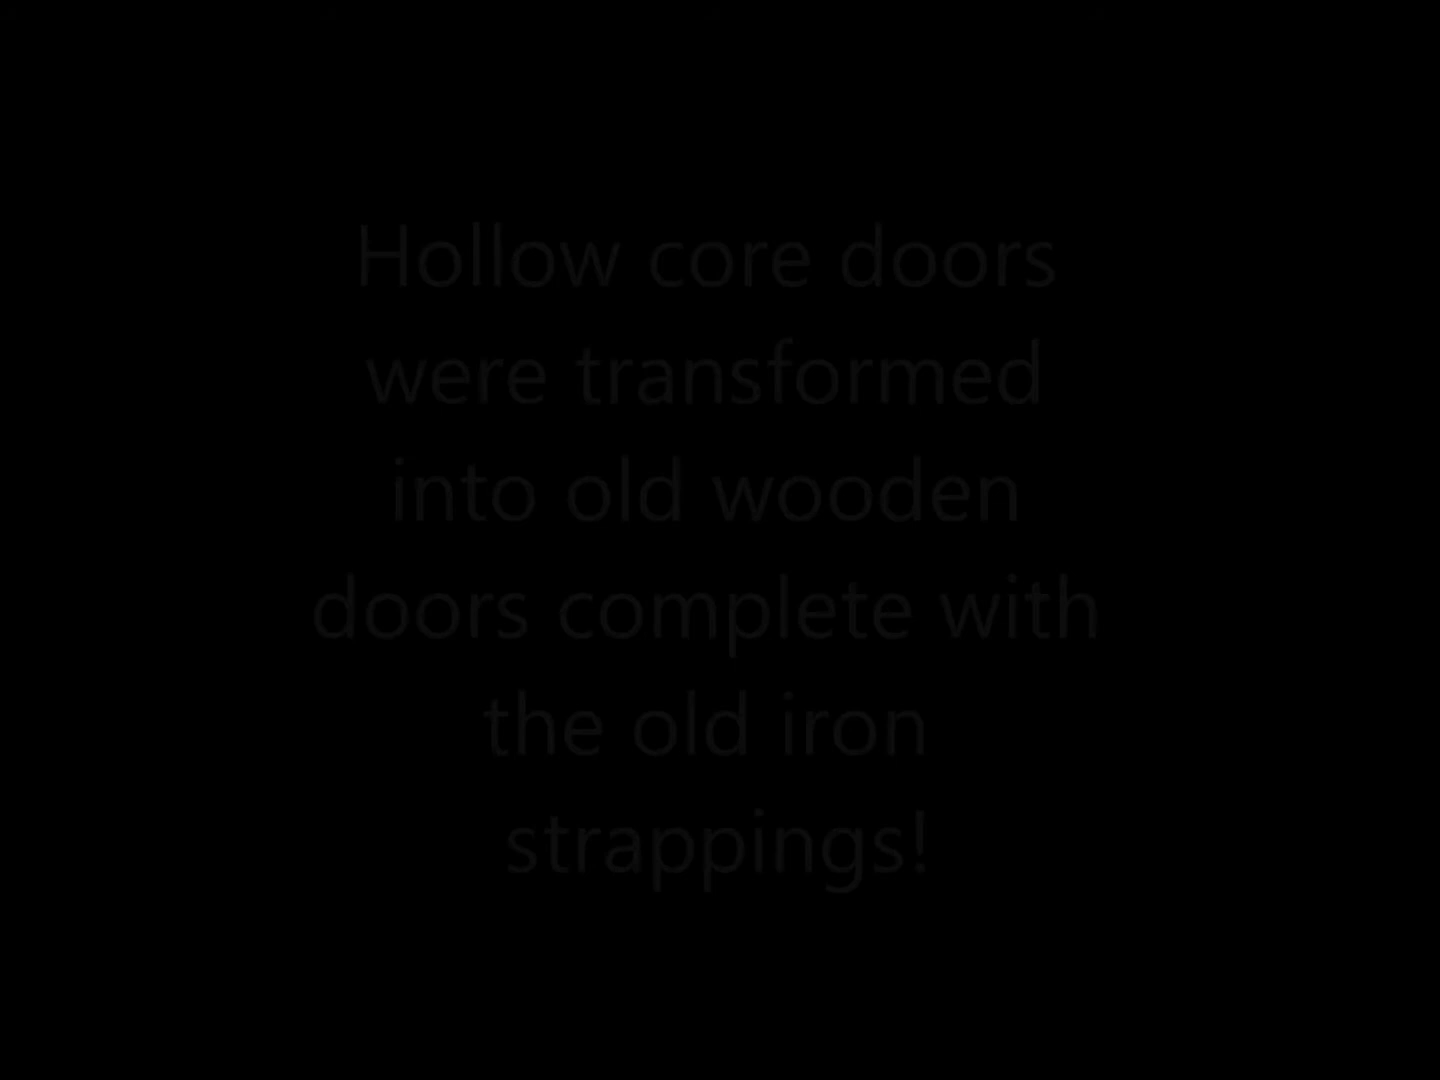 Hollow core doors
were transformed
into old wooden
doors complete with
the old iron
strappings!